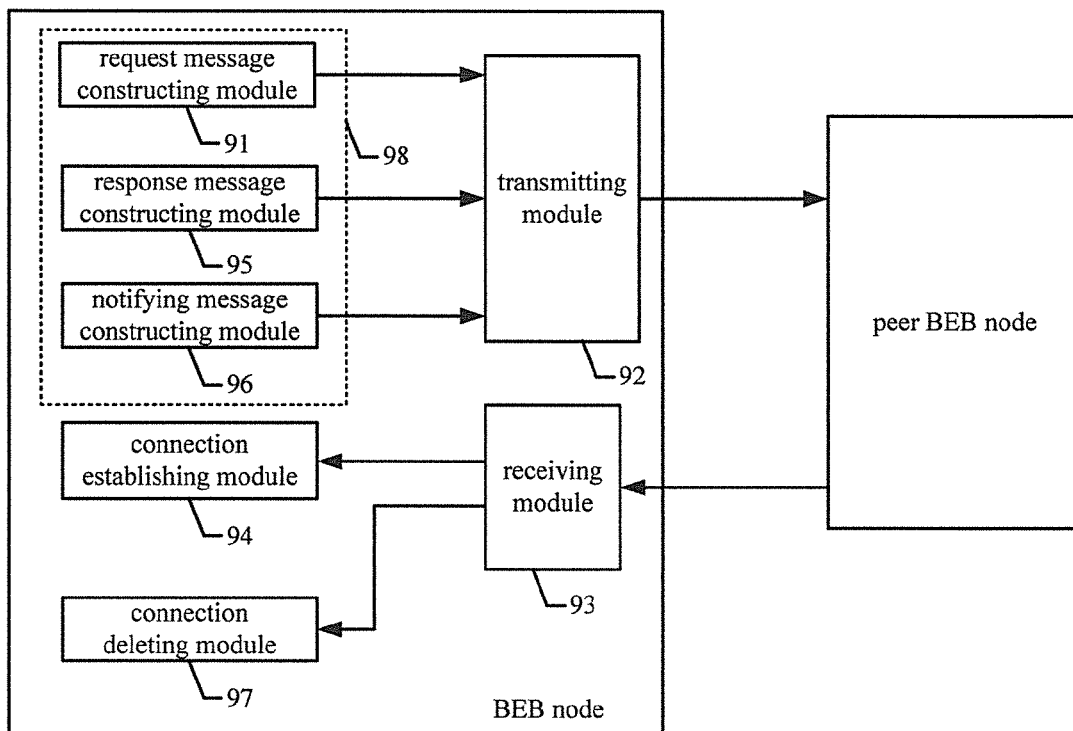 request message
constructing module
91
98
response message
constructing module
95
notifying message
constructing module
96
transmitting
module
92
peer BEB node
connection
establishing module
94
receiving
module
93
connection
deleting module
97
BEB node